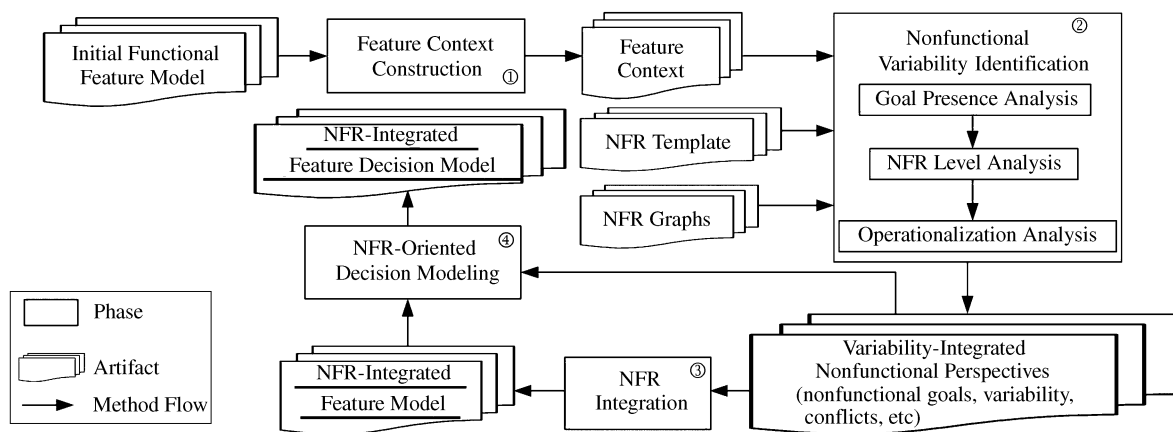 Initial Functional
Feature Model
Feature Context
Construction
①
Feature
Context
②
Nonfunctional
Variability Identification
Goal Presence Analysis
NFR Level Analysis
Operationalization Analysis
NFR Template
NFR Graphs
NFR-Integrated
Feature Decision Model
④
NFR-Oriented
Decision Modeling
Phase
Artifact
Method Flow
NFR-Integrated
Feature Model
③
NFR
Integration
Variability-Integrated
Nonfunctional Perspectives
(nonfunctional goals, variability,
conflicts, etc)